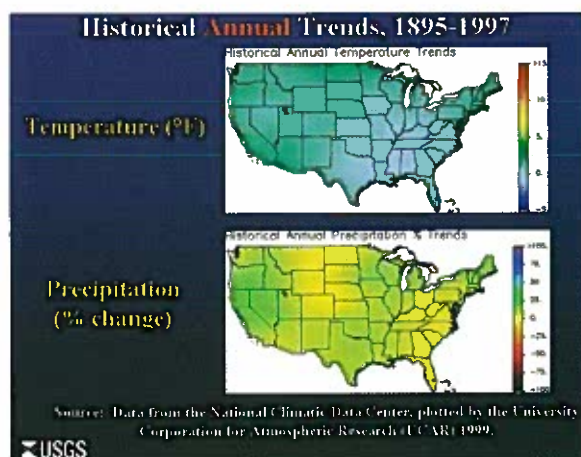 Historical Annual Trends, 1895-1997
Historical Annual Temperature Trends
Temperature (°F)
Historical Annual Precipitation % Trends
Precipitation
(% change)
Source: Data from the National Climatic Data Center, plotted by the University
Corporation for Atmospheric Research (UCAR) 1999.
USGS